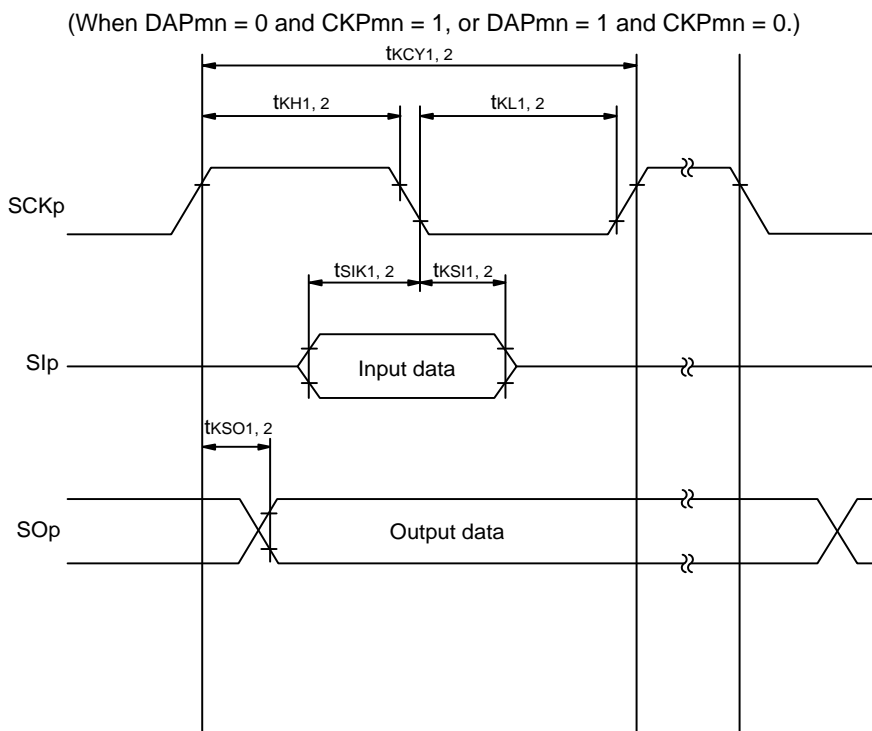 (When DAPmn = 0 and CKPmn = 1, or DAPmn = 1 and CKPmn = 0.)
tKCY1, 2
tKH1, 2
tKL1, 2
SCKp
tSIK1, 2
tKSI1, 2
SIp
Input data
tKSO1, 2
SOp
Output data